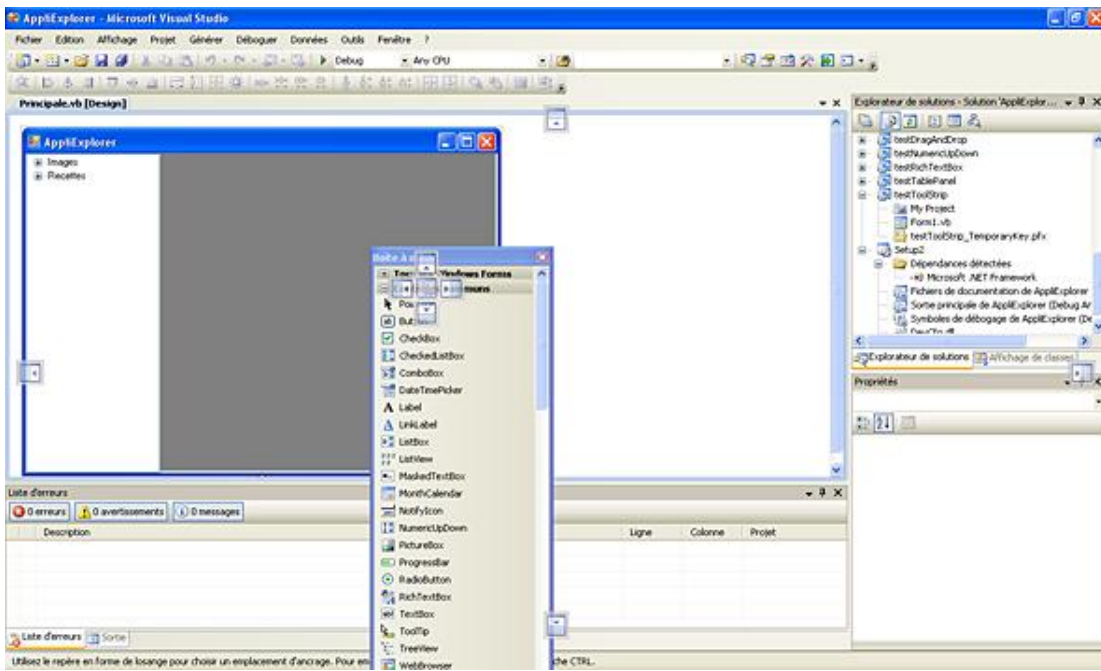 AppliExplorer - Microsoft Visual Studio
Fichier Edition Affichage Projet Générer Déboguer Données Outils Fenêtre ?
Debug Any CPU
Principale.vb [Design]
AppliExplorer
Images
Recettes
Boîte à
Windows Forms
Button
CheckBox
CheckedListBox
ComboBox
DateTimePicker
Label
LinkLabel
ListBox
ListView
MaskedTextBox
MonthCalendar
NotifyIcon
NumericUpDown
PictureBox
ProgressBar
RadioButton
RichTextBox
TextBox
ToolTip
TreeView
WebBrowser
Explorateur de solutions - Solution 'AppliExplor...
testDragAndDrop
testNumericUpDown
testRichTextBox
testTablePanel
testToolStrip
My Project
Form1.vb
testToolStrip_TemporaryKey.pfx
Setup2
Dépendances détectées
Microsoft .NET Framework
Fichiers de documentation de AppliExplorer
Sortie principale de AppliExplorer (Debug Ar
Symboles de débogage de AppliExplorer (De
Explorateur de solutions Affichage de classes
Propriétés
Liste d'erreurs
0 erreurs 0 avertissements 0 messages
Description Ligne Colonne Projet
Liste d'erreurs Sortie
Utilisez le repère en forme de losange pour choisir un emplacement d'ancrage. Pour en che CTRL.